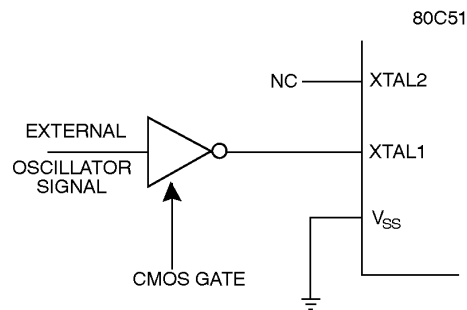 80C51
NC
XTAL2
EXTERNAL
OSCILLATOR
SIGNAL
XTAL1
VSS
CMOS GATE